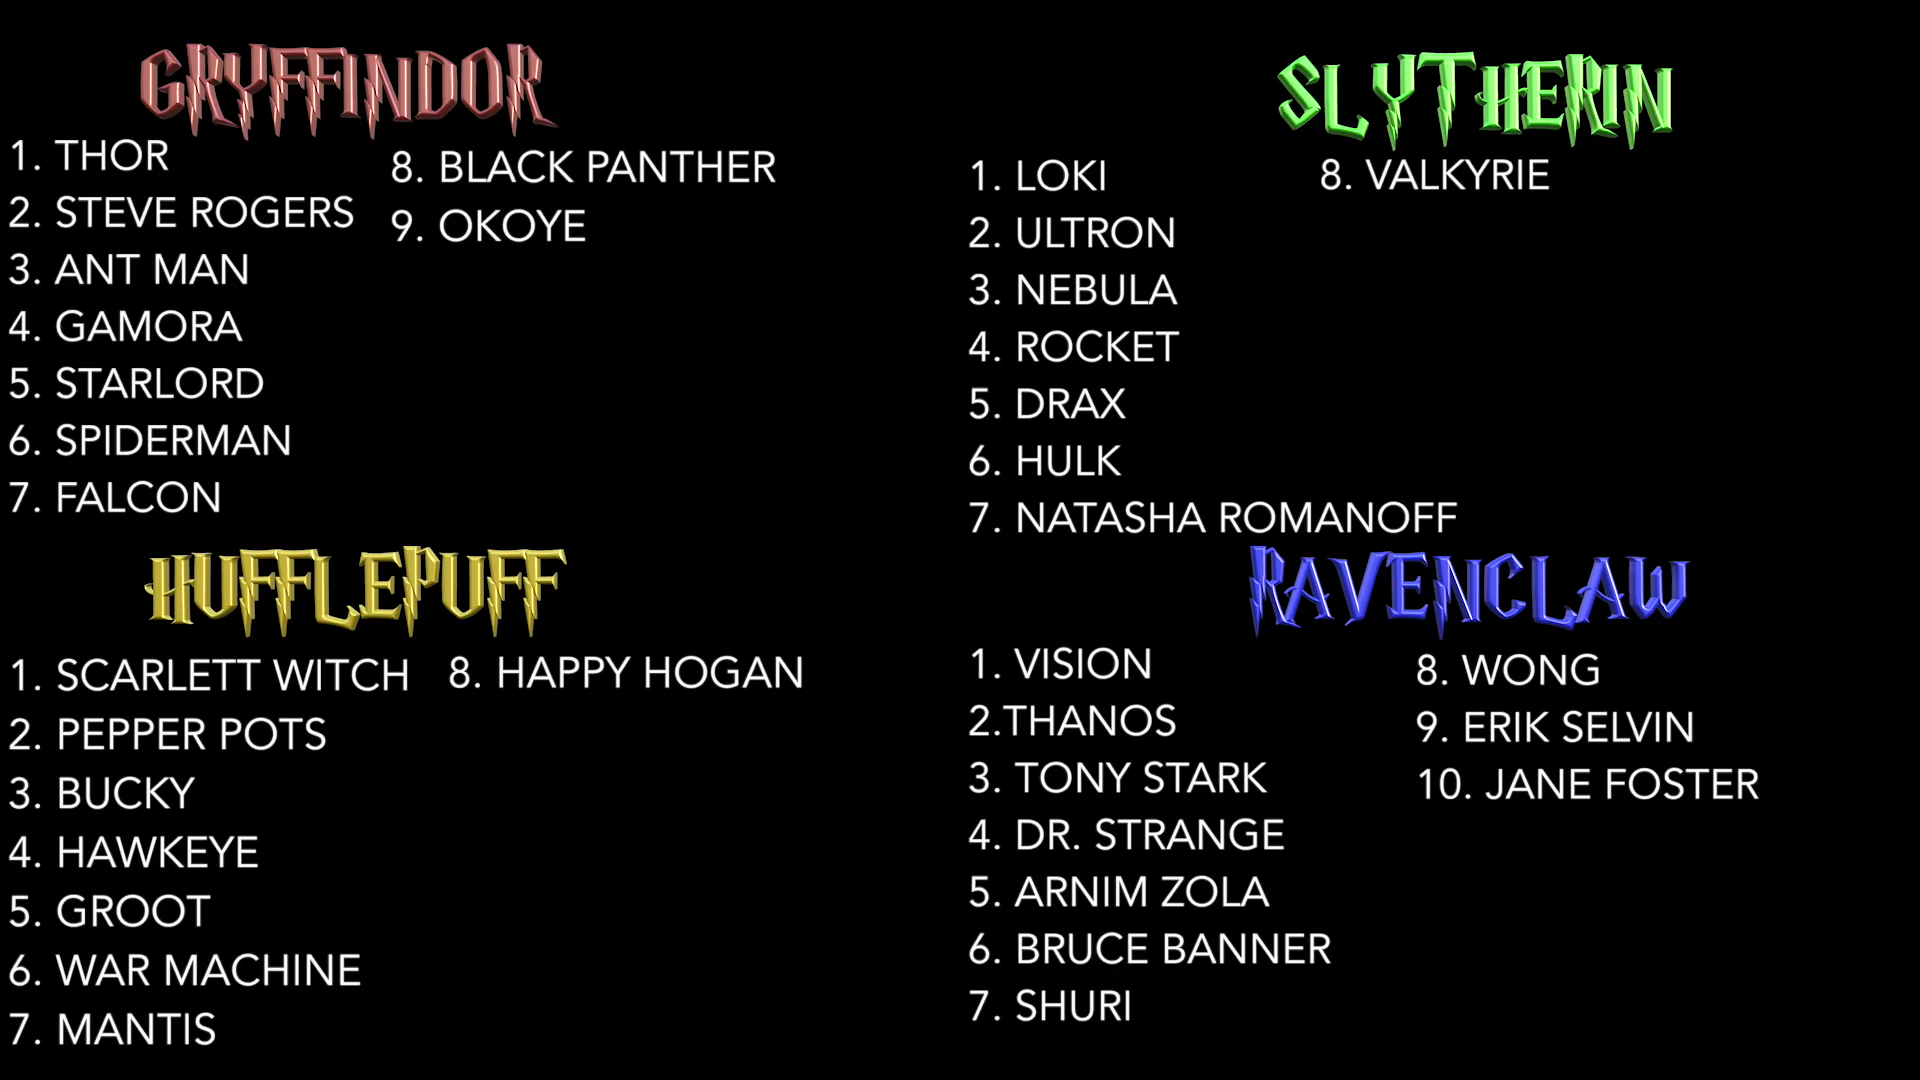 GRYFFINDOR
1. THOR
2. STEVE ROGERS
3. ANT MAN
4. GAMORA
5. STARLORD
6. SPIDERMAN
7. FALCON
8. BLACK PANTHER
9. OKOYE
SLYTHERIN
1. LOKI
2. ULTRON
3. NEBULA
4. ROCKET
5. DRAX
6. HULK
7. NATASHA ROMANOFF
8. VALKYRIE
HUFFLEPUFF
1. SCARLETT WITCH
2. PEPPER POTS
3. BUCKY
4. HAWKEYE
5. GROOT
6. WAR MACHINE
7. MANTIS
8. HAPPY HOGAN
RAVENCLAW
1. VISION
2.THANOS
3. TONY STARK
4. DR. STRANGE
5. ARNIM ZOLA
6. BRUCE BANNER
7. SHURI
8. WONG
9. ERIK SELVIN
10. JANE FOSTER